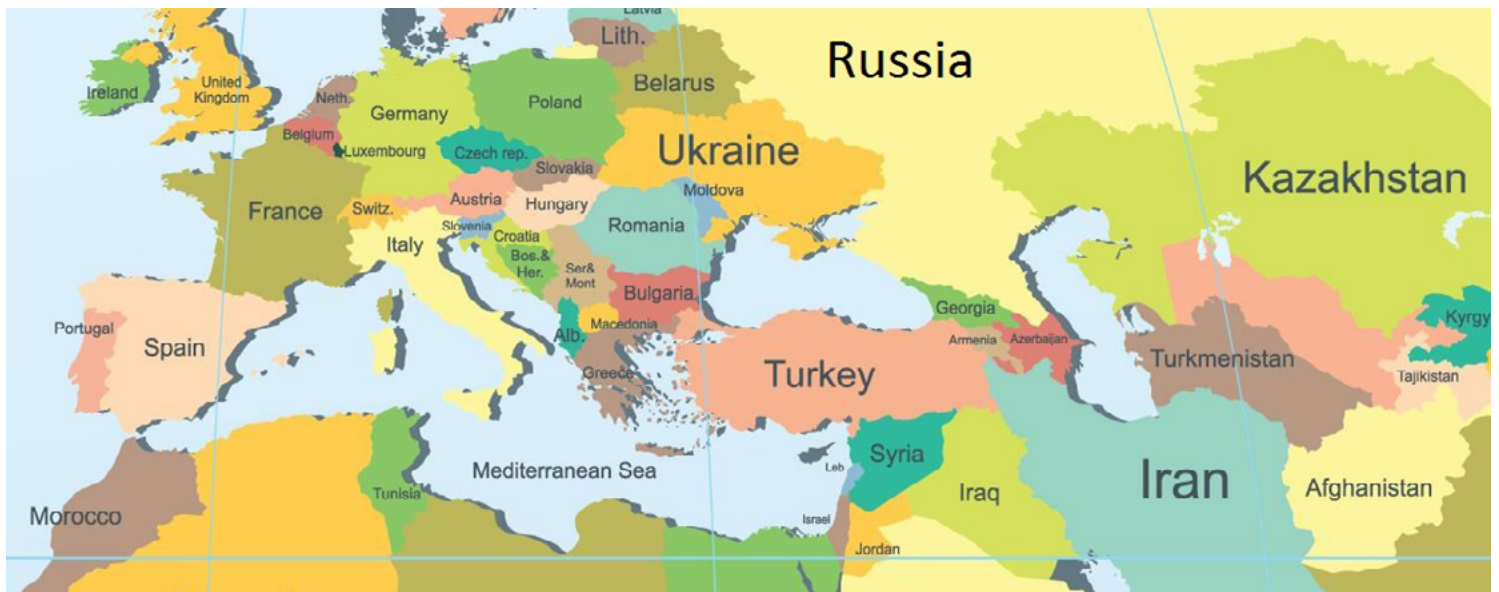 Latvia
Lith.
Russia
Belarus
United
Kingdom
Ireland
Neth.
Germany
Poland
Belgium
Luxembourg
Czech rep.
Ukraine
Slovakia
Kazakhstan
Moldova
Austria
Hungary
France
Switz.
Slovenia
Romania
Croatia
Italy
Bos.&
Her.
Ser&
Mont
Bulgaria
Georgia
Kyrgy
Portugal
Macedonia
Alb.
Armenia
Azerbaijan
Spain
Turkmenistan
Greece
Turkey
Tajikistan
Syria
Mediterranean Sea
Leb
Iran
Tunisia
Iraq
Afghanistan
Morocco
Israel
Jordan